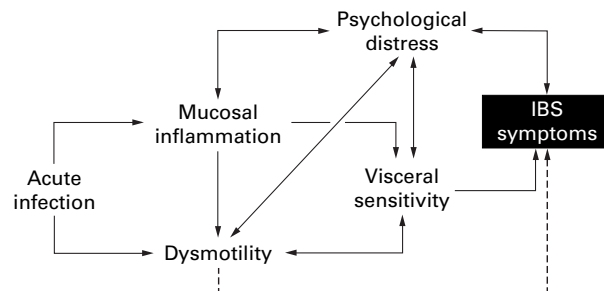 Psychological
distress
Mucosal
inflammation
IBS
symptoms
Acute
infection
Visceral
sensitivity
Dysmotility